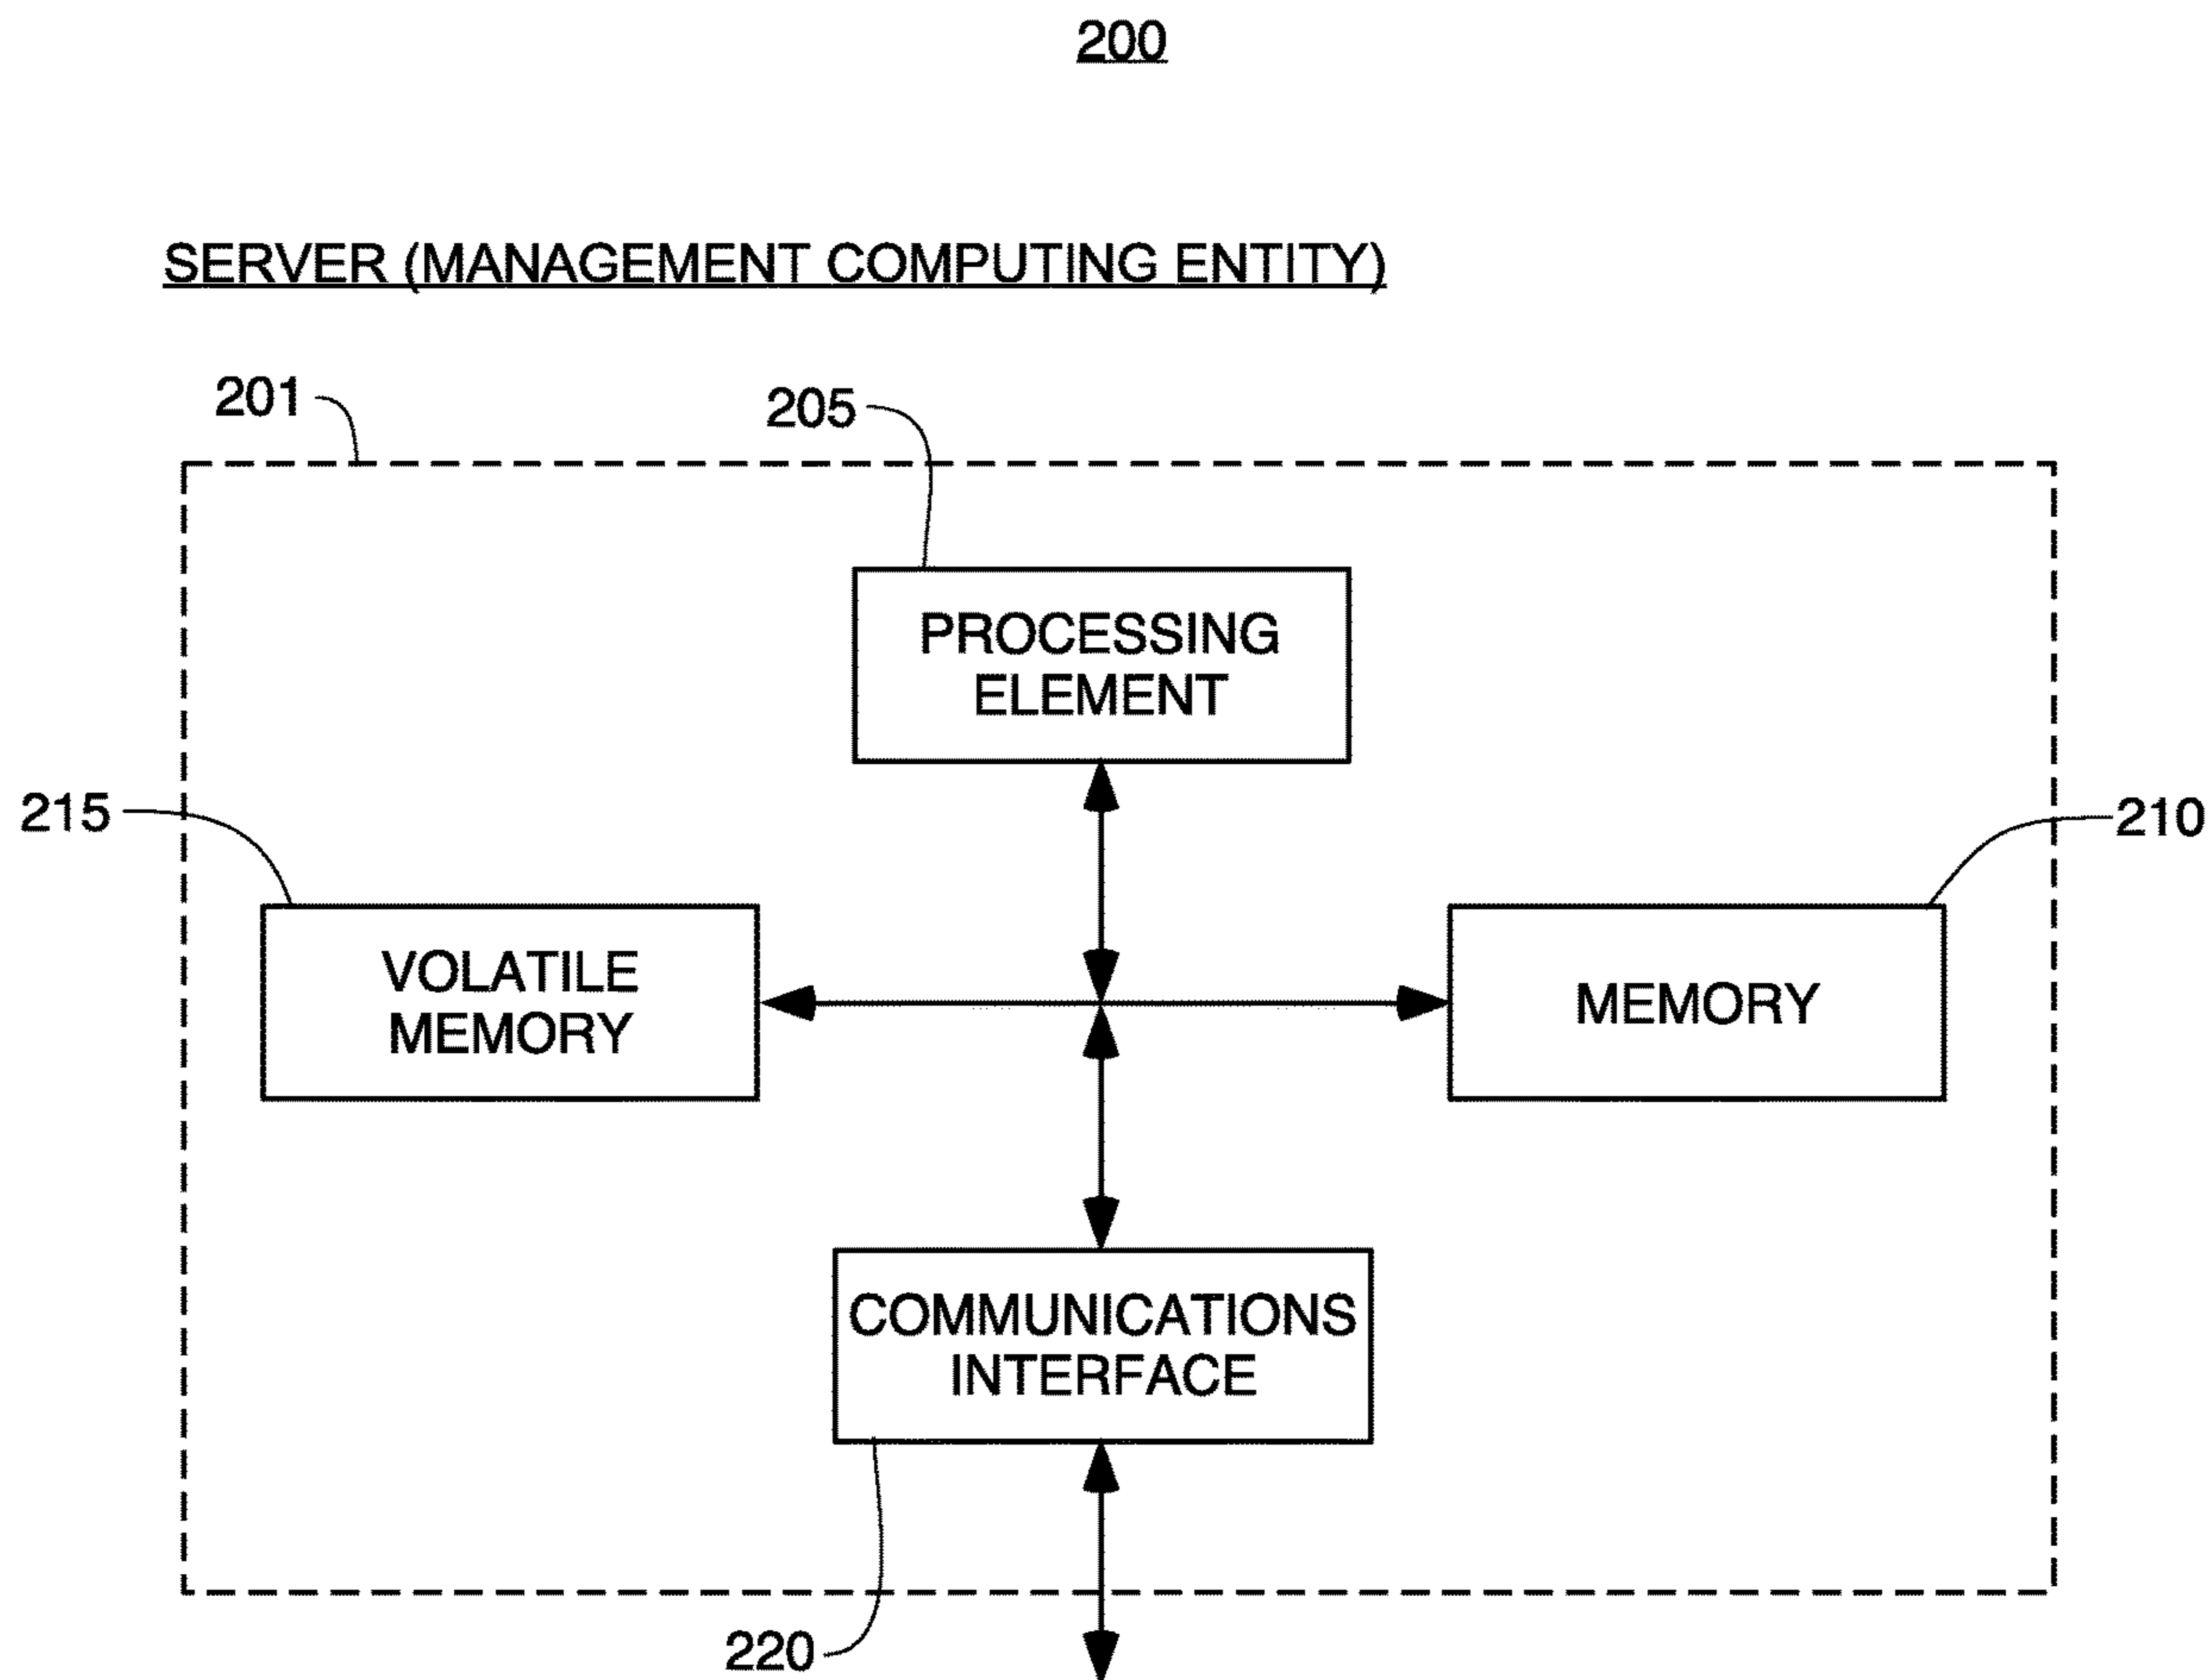 200
SERVER (MANAGEMENT COMPUTING ENTITY)
201
205
PROCESSING
ELEMENT
215
210
VOLATILE
MEMORY
MEMORY
COMMUNICATIONS
INTERFACE
220